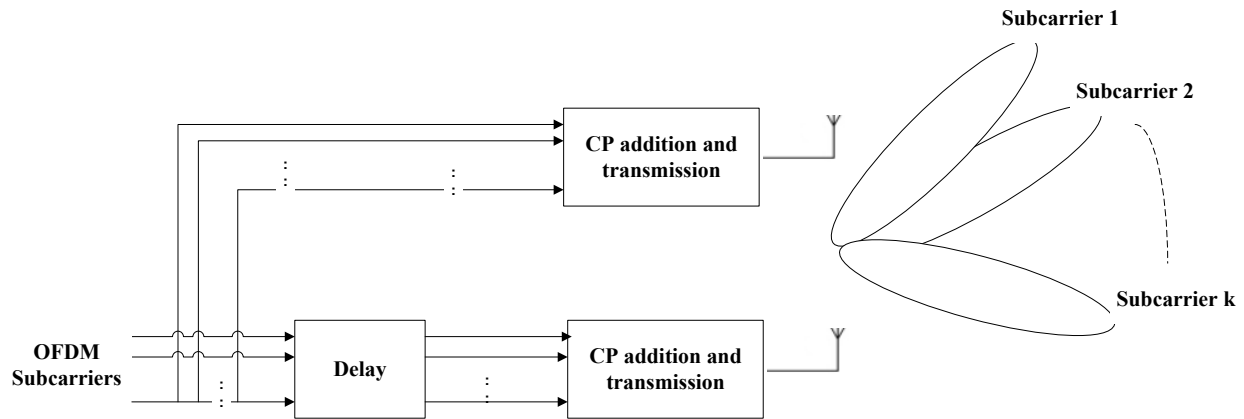 Subcarrier 1
Subcarrier 2
CP addition and
transmission
Subcarrier k
OFDM
Subcarriers
Delay
CP addition and
transmission